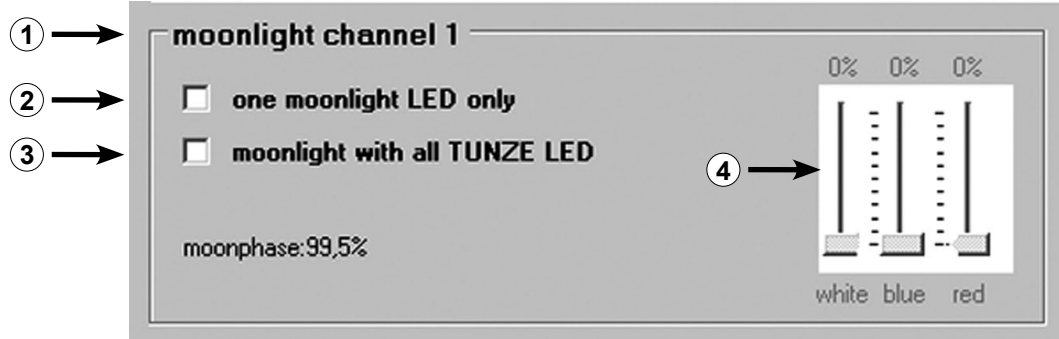 1
moonlight channel 1
0% 0% 0%
2
one moonlight LED only
3
moonlight with all TUNZE LED
4
moonphase:99,5%
white blue red